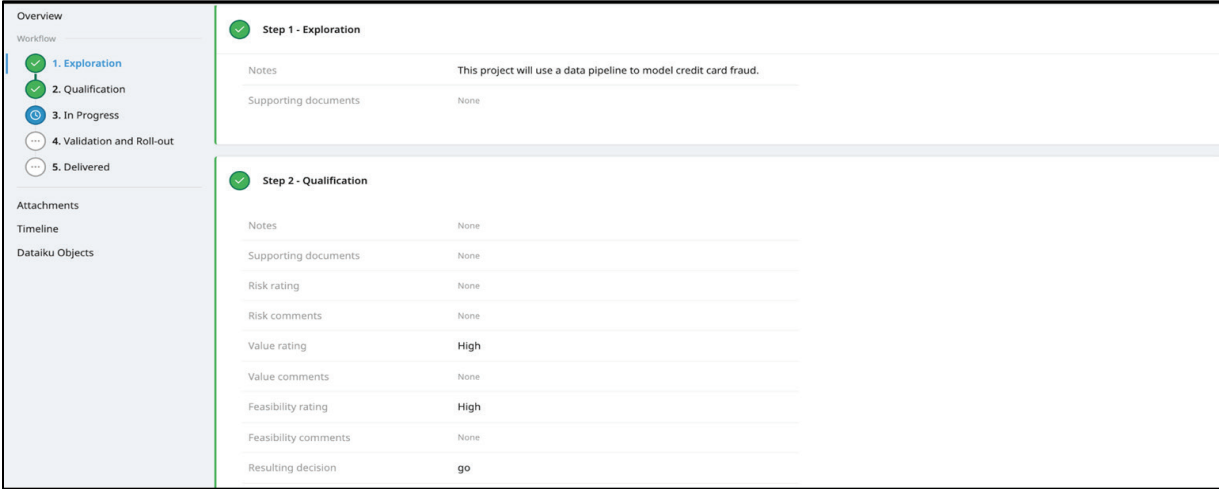 Overview
Workflow
1. Exploration
2. Qualification
3. In Progress
4. Validation and Roll-out
5. Delivered
Attachments
Timeline
Dataiku Objects
Step 1 - Exploration
Notes This project will use a data pipeline to model credit card fraud.
Supporting documents None
Step 2 - Qualification
Notes None
Supporting documents None
Risk rating None
Risk comments None
Value rating High
Value comments None
Feasibility rating High
Feasibility comments None
Resulting decision go